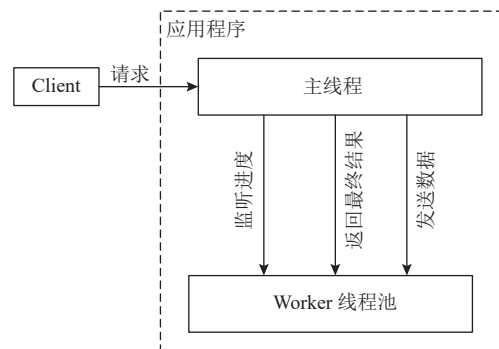 应用程序
Client
请求
主线程
监听进度
返回最终结果
发送数据
Worker 线程池